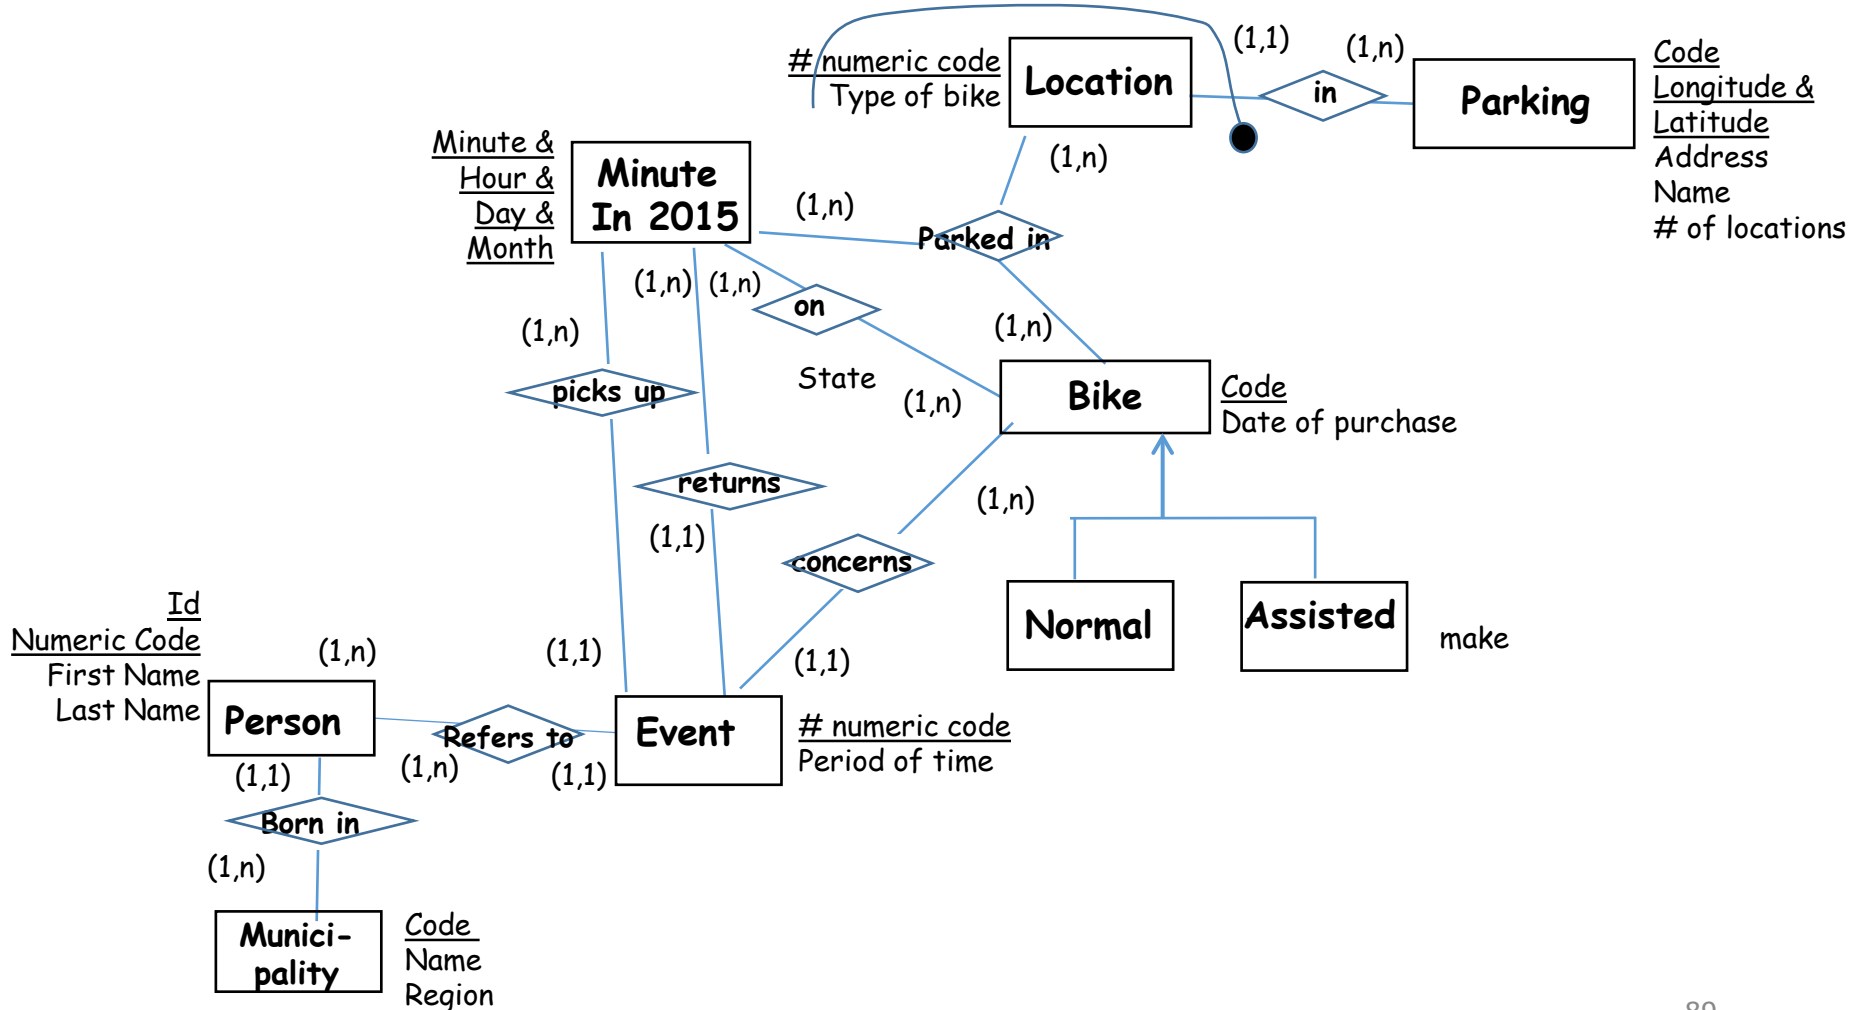 (1,1)
(1,n)
# numeric code
Type of bike
Location
in
Parking
Code
Longitude &
Latitude
Address
Name
# of locations
Minute &
Hour &
Day &
Month
Minute
In 2015
(1,n)
(1,n)
Parked in
(1,n)
(1,n)
on
(1,n)
(1,n)
State
(1,n)
picks up
Bike
Code
Date of purchase
returns
(1,n)
(1,1)
concerns
Normal
Assisted
make
Id
Numeric Code
First Name
Last Name
(1,n)
(1,1)
(1,1)
Person
Refers to
Event
# numeric code
Period of time
(1,1)
(1,n)
(1,1)
Born in
(1,n)
Munici-
pality
Code
Name
Region